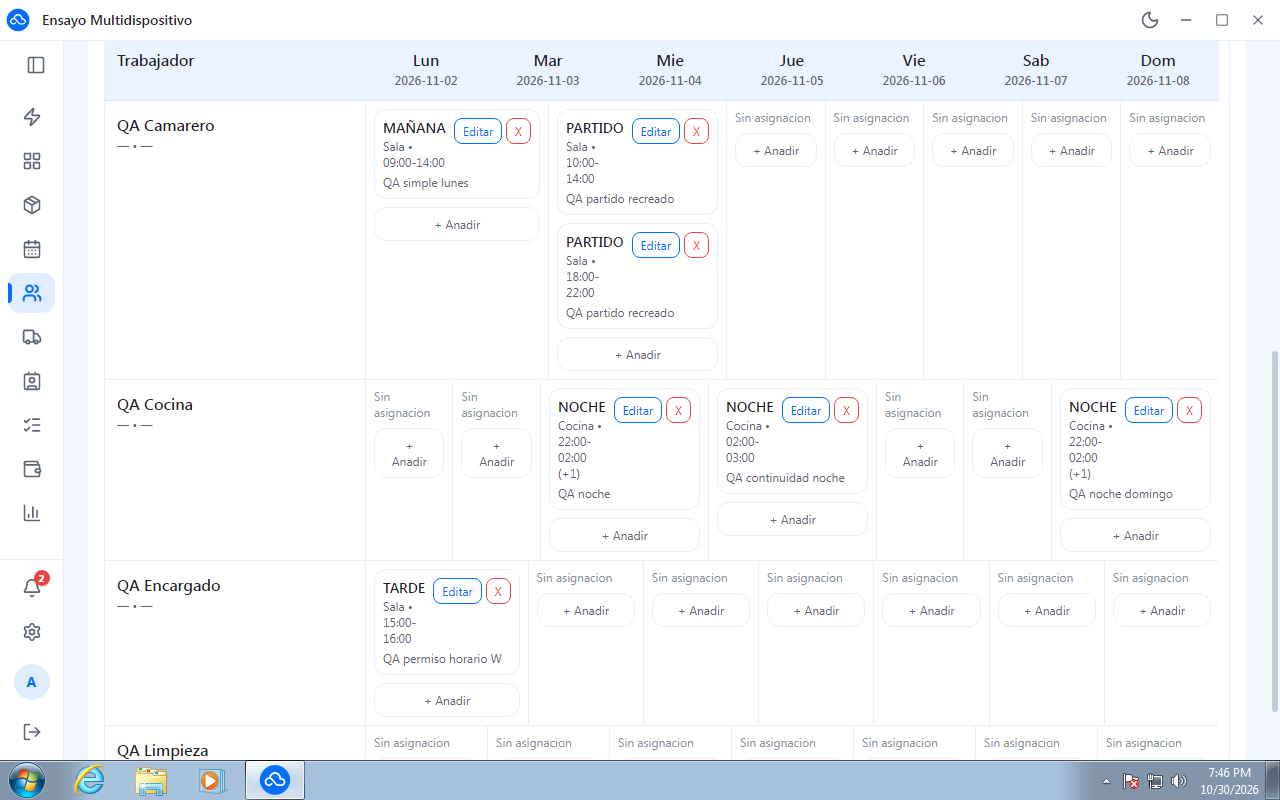 Ensayo Multidispositivo
Trabajador
Lun
Mar
Mie
Jue
Vie
Sab
Dom
2026-11-02
2026-11-03
2026-11-04
2026-11-05
2026-11-06
2026-11-07
2026-11-08
QA Camarero
— • —
MAÑANA
Editar
X
Sala •
09:00-14:00
QA simple lunes
+ Anadir
PARTIDO
Editar
X
Sala •
10:00-
14:00
QA partido recreado
PARTIDO
Editar
X
Sala •
18:00-
22:00
QA partido recreado
+ Anadir
Sin asignacion
+ Anadir
Sin asignacion
+ Anadir
Sin asignacion
+ Anadir
Sin asignacion
+ Anadir
Sin asignacion
+ Anadir
QA Cocina
— • —
Sin
asignacion
+
Anadir
Sin
asignacion
+
Anadir
NOCHE
Editar
X
Cocina •
22:00-
02:00
(+1)
QA noche
+ Anadir
NOCHE
Editar
X
Cocina •
02:00-
03:00
QA continuidad noche
+ Anadir
Sin
asignacion
+
Anadir
Sin
asignacion
+
Anadir
NOCHE
Editar
X
Cocina •
22:00-
02:00
(+1)
QA noche domingo
+ Anadir
QA Encargado
— • —
TARDE
Editar
X
Sala •
15:00-
16:00
QA permiso horario W
+ Anadir
Sin asignacion
+ Anadir
Sin asignacion
+ Anadir
Sin asignacion
+ Anadir
Sin asignacion
+ Anadir
Sin asignacion
+ Anadir
Sin asignacion
+ Anadir
QA Limpieza
Sin asignacion
Sin asignacion
Sin asignacion
Sin asignacion
Sin asignacion
Sin asignacion
Sin asignacion
2
A
7:46 PM
10/30/2026